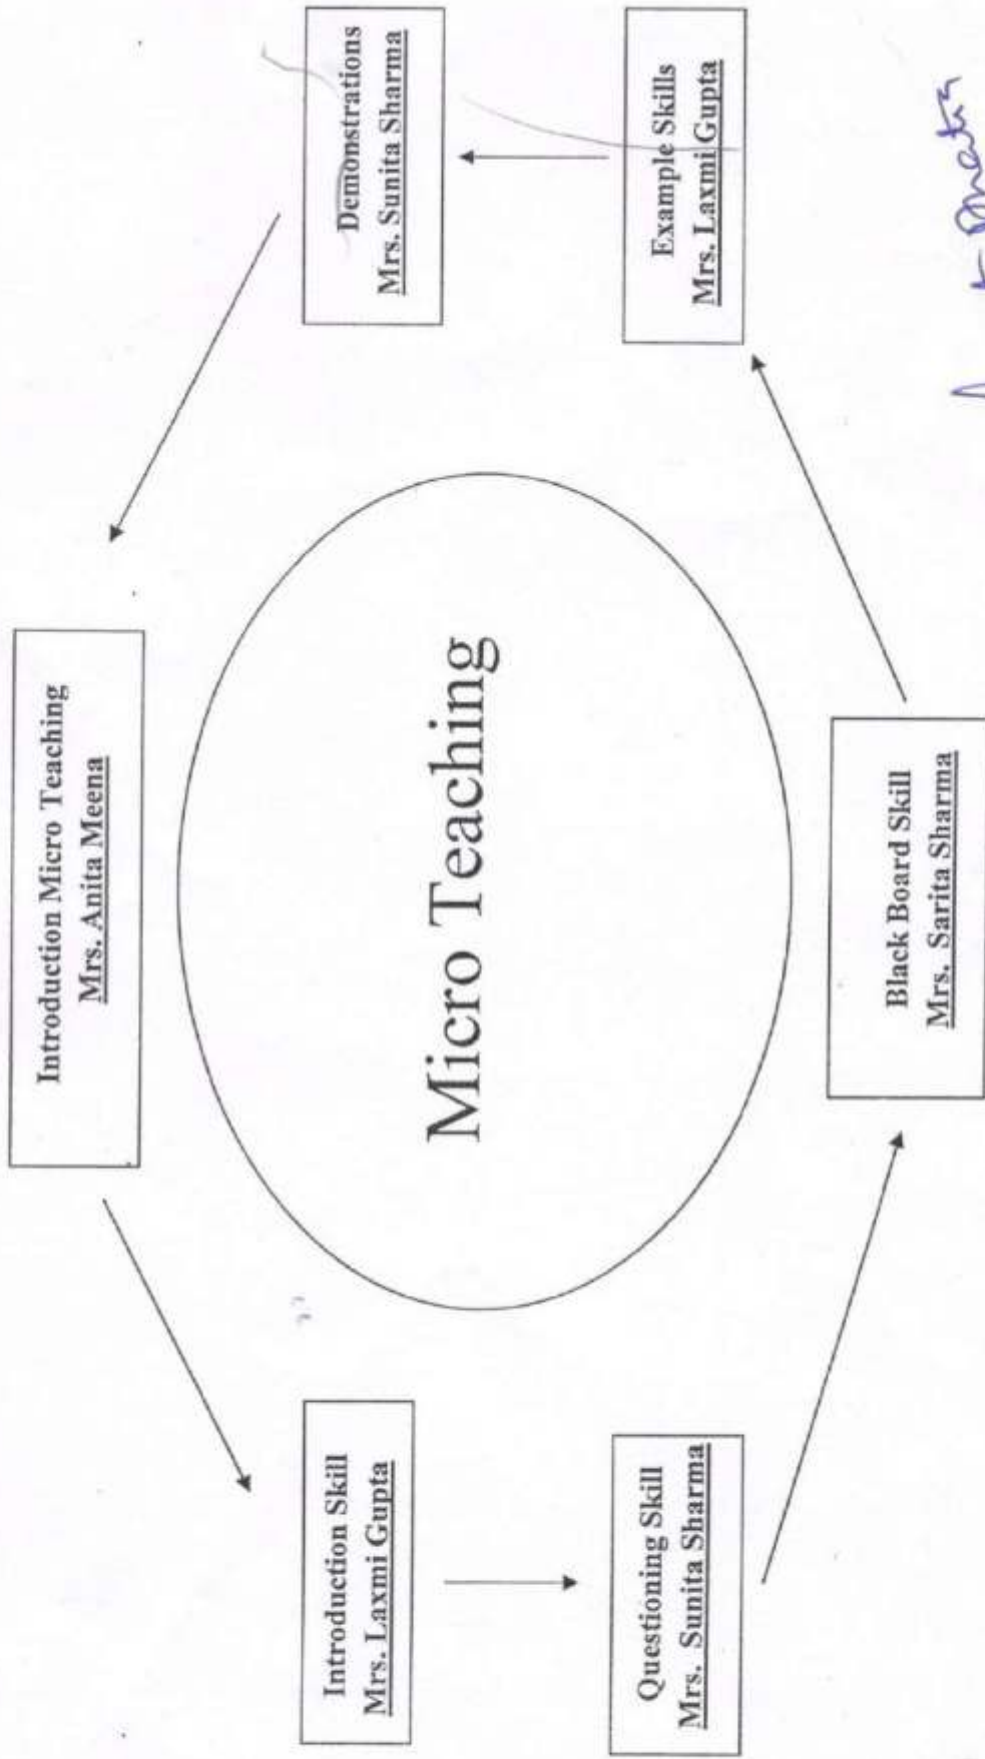 Introduction Micro Teaching
Mrs. Anita Meena
Introduction Skill
Mrs. Laxmi Gupta
Demonstrations
Mrs. Sunita Sharma
Micro Teaching
Questioning Skill
Mrs. Sunita Sharma
Example Skills
Mrs. Laxmi Gupta
Black Board Skill
Mrs. Sarita Sharma